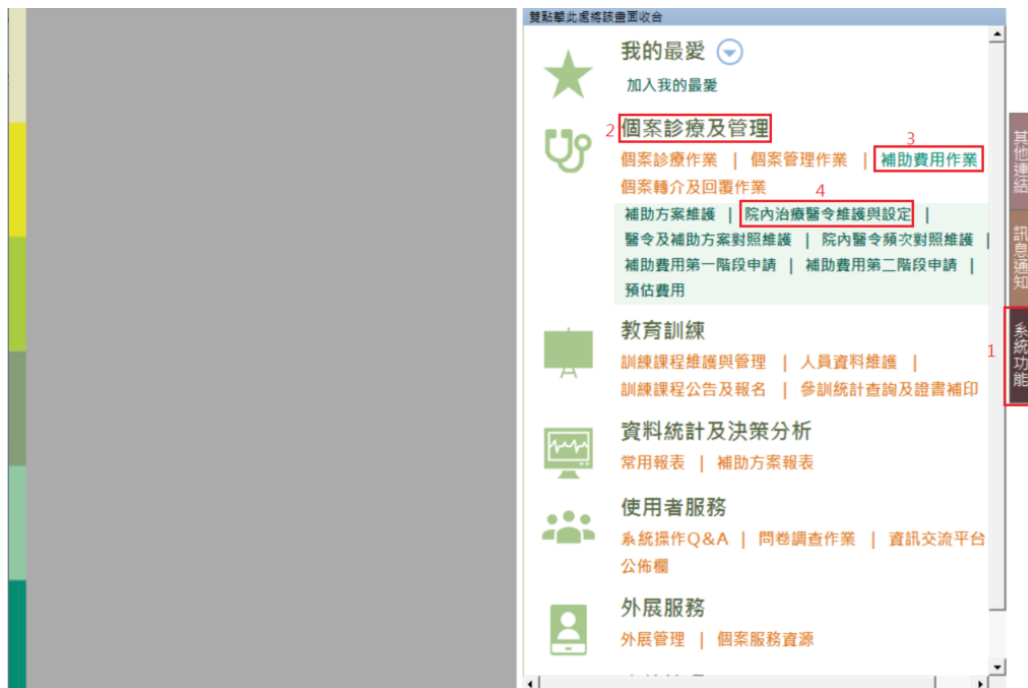 雙點擊此處將該畫面收合
我的最愛
加入我的最愛
2 個案診療及管理
3
個案診療作業 | 個案管理作業 | 補助費用作業
個案轉介及回覆作業
4
補助方案維護 | 院內治療醫令維護與設定 |
醫令及補助方案對照維護 | 院內醫令頻次對照維護 |
補助費用第一階段申請 | 補助費用第二階段申請 |
預估費用
教育訓練
訓練課程維護與管理 | 人員資料維護 |
訓練課程公告及報名 | 參訓統計查詢及證書補印
資料統計及決策分析
常用報表 | 補助方案報表
使用者服務
系統操作Q&A | 問卷調查作業 | 資訊交流平台
公佈欄
外展服務
外展管理 | 個案服務資源
其他連結
訊息通知
1
系統功能